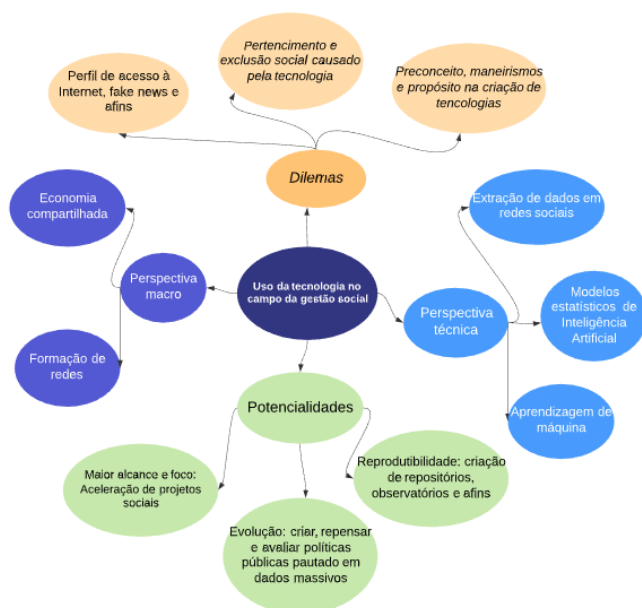 Pertencimento e
exclusão social causado
pela tecnologia
Perfil de acesso à
Internet, fake news e
afins
Preconceito, maneirismos
e propósito na criação de
tencologias
Dilemas
Economia
compartilhada
Extração de dados em
redes sociais
Perspectiva
macro
Uso da tecnologia no
campo da gestão social
Perspectiva
técnica
Modelos
estatísticos de
Inteligência
Artificial
Formação de
redes
Aprendizagem de
máquina
Potencialidades
Maior alcance e foco:
Aceleração de projetos
sociais
Reprodutibilidade: criação
de repositórios,
observatórios e afins
Evolução: criar, repensar
e avaliar políticas
públicas pautado em
dados massivos